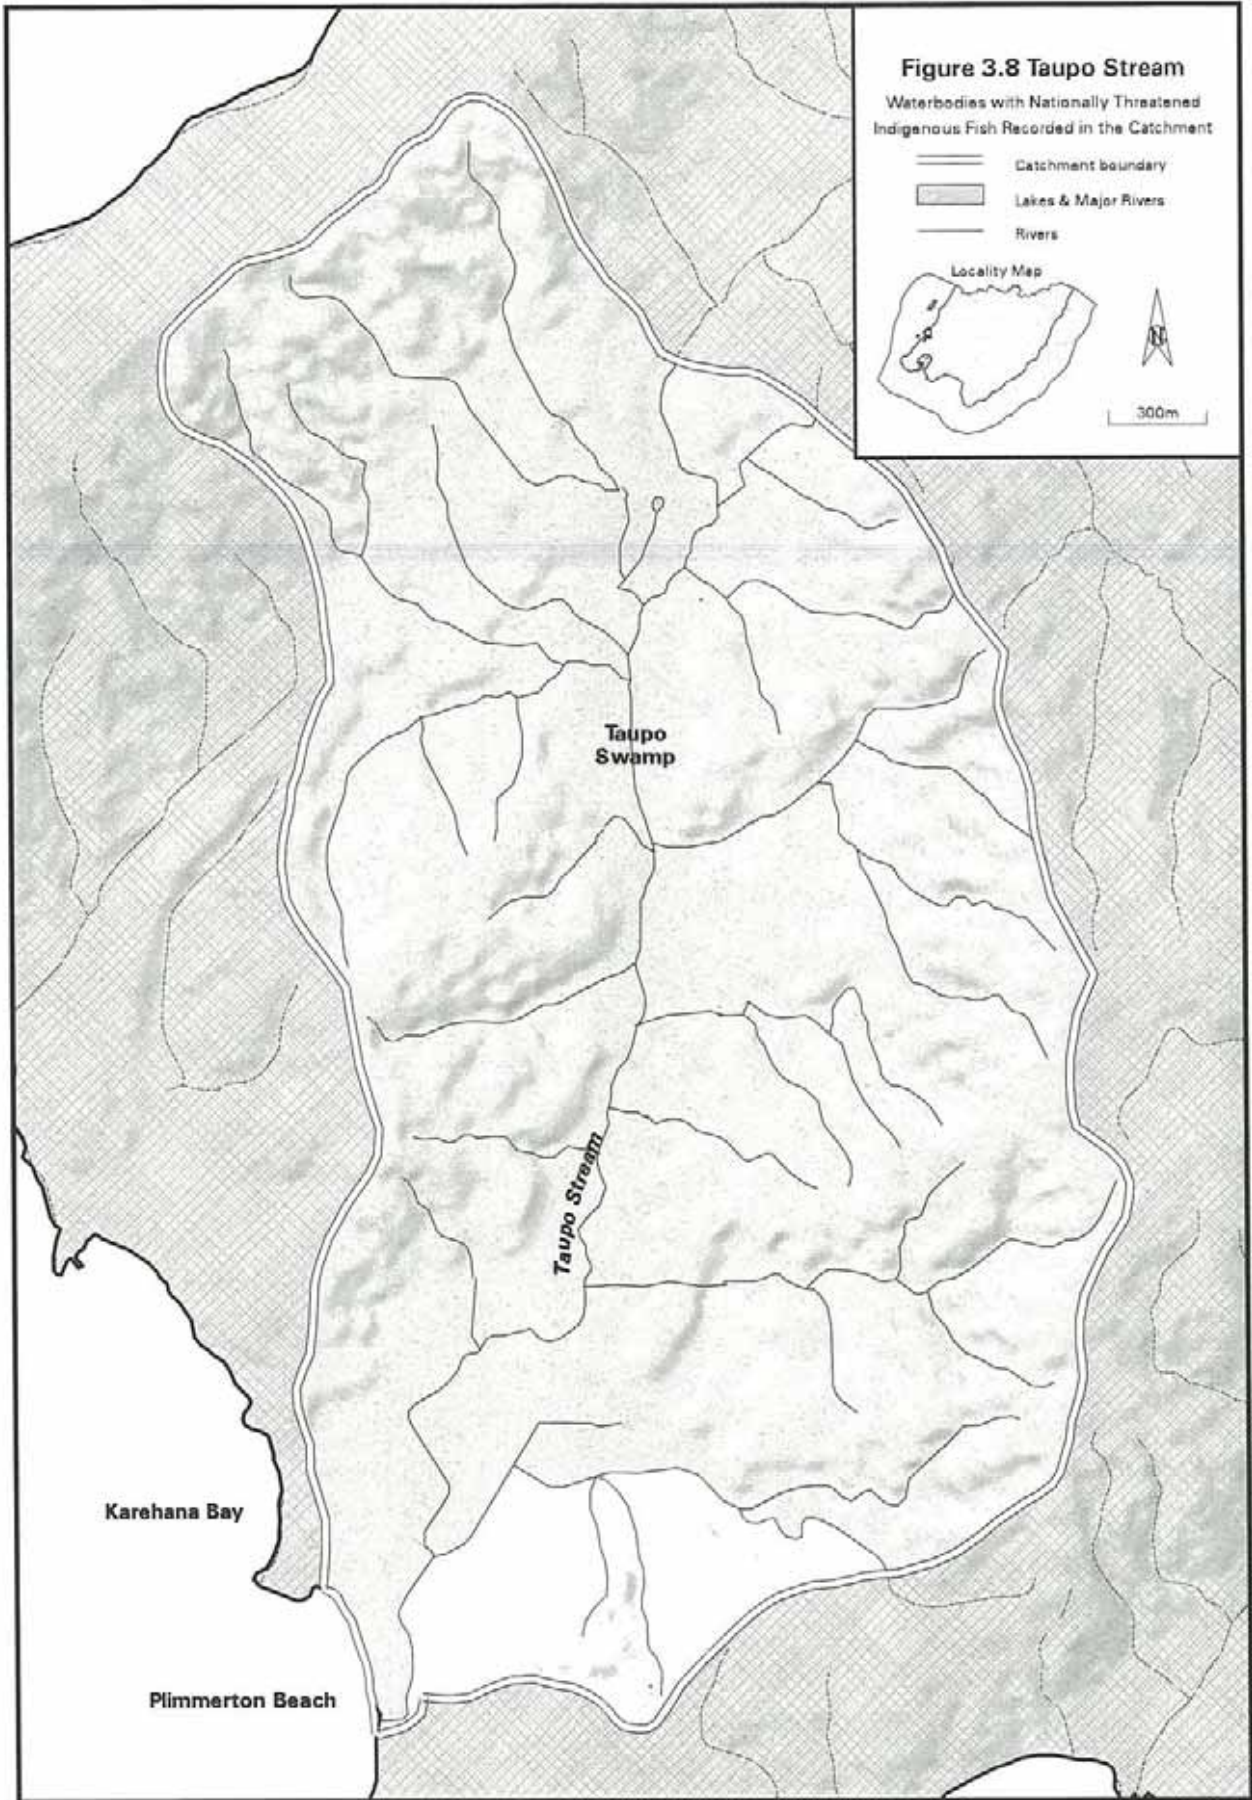 Figure 3.8 Taupo Stream
Waterbodies with Nationally Threatened
Indigenous Fish Recorded in the Catchment
Catchment boundary
Lakes & Major Rivers
Rivers
Locality Map
N
300m
Taupo
Swamp
Taupo Stream
Karehana Bay
Plimmerton Beach